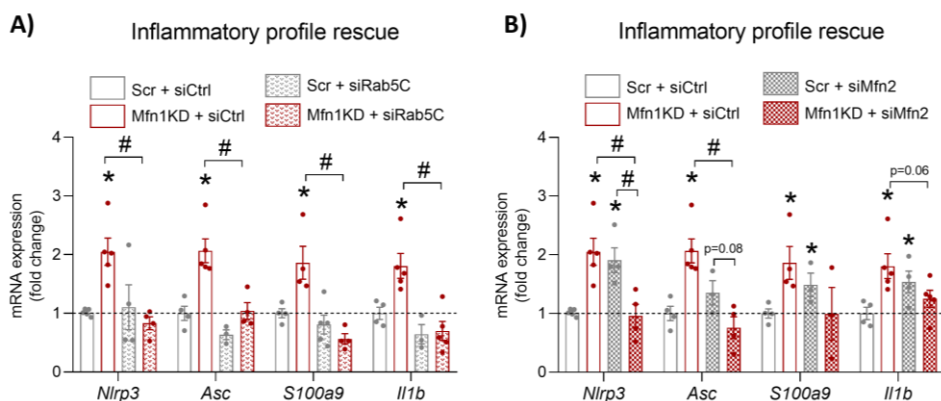 A)
Inflammatory profile rescue
Scr + siCtrl
Scr + siRab5C
Mfn1KD + siCtrl
Mfn1KD + siRab5C
mRNA expression
(fold change)
4
3
2
1
0
#
#
#
#
*
*
*
*
Nlrp3
Asc
S100a9
Il1b
B)
Inflammatory profile rescue
Scr + siCtrl
Scr + siMfn2
Mfn1KD + siCtrl
Mfn1KD + siMfn2
mRNA expression
(fold change)
4
3
2
1
0
#
#
#
p=0.06
p=0.08
*
*
*
*
*
*
*
Nlrp3
Asc
S100a9
Il1b